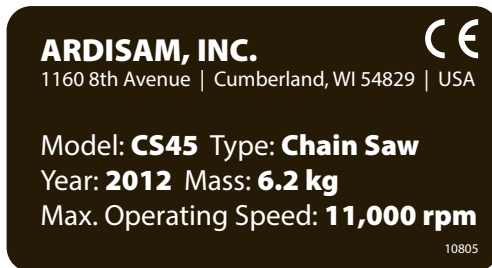 ARDISAM, INC. CE
1160 8th Avenue | Cumberland, WI 54829 | USA
Model: CS45 Type: Chain Saw
Year: 2012 Mass: 6.2 kg
Max. Operating Speed: 11,000 rpm
10805